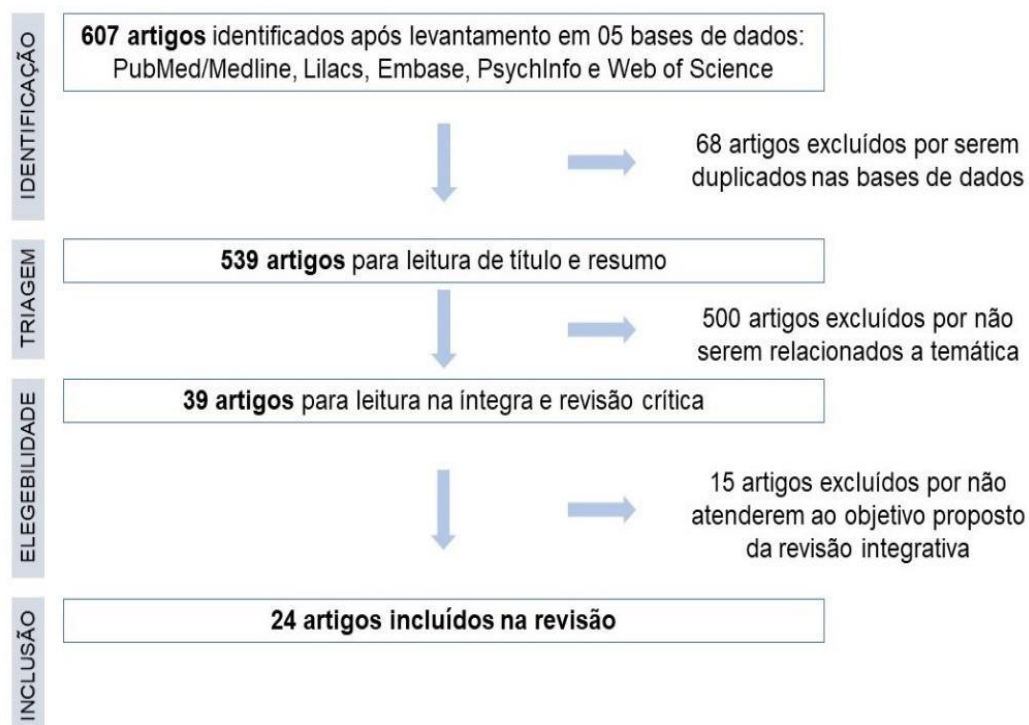 IDENTIFICAÇÃO
607 artigos identificados após levantamento em 05 bases de dados:
PubMed/Medline, Lilacs, Embase, PsychInfo e Web of Science
68 artigos excluídos por serem
duplicados nas bases de dados
TRIAGEM
539 artigos para leitura de título e resumo
500 artigos excluídos por não
serem relacionados a temática
ELEGEBILIDADE
39 artigos para leitura na íntegra e revisão crítica
15 artigos excluídos por não
atenderem ao objetivo proposto
da revisão integrativa
INCLUSÃO
24 artigos incluídos na revisão